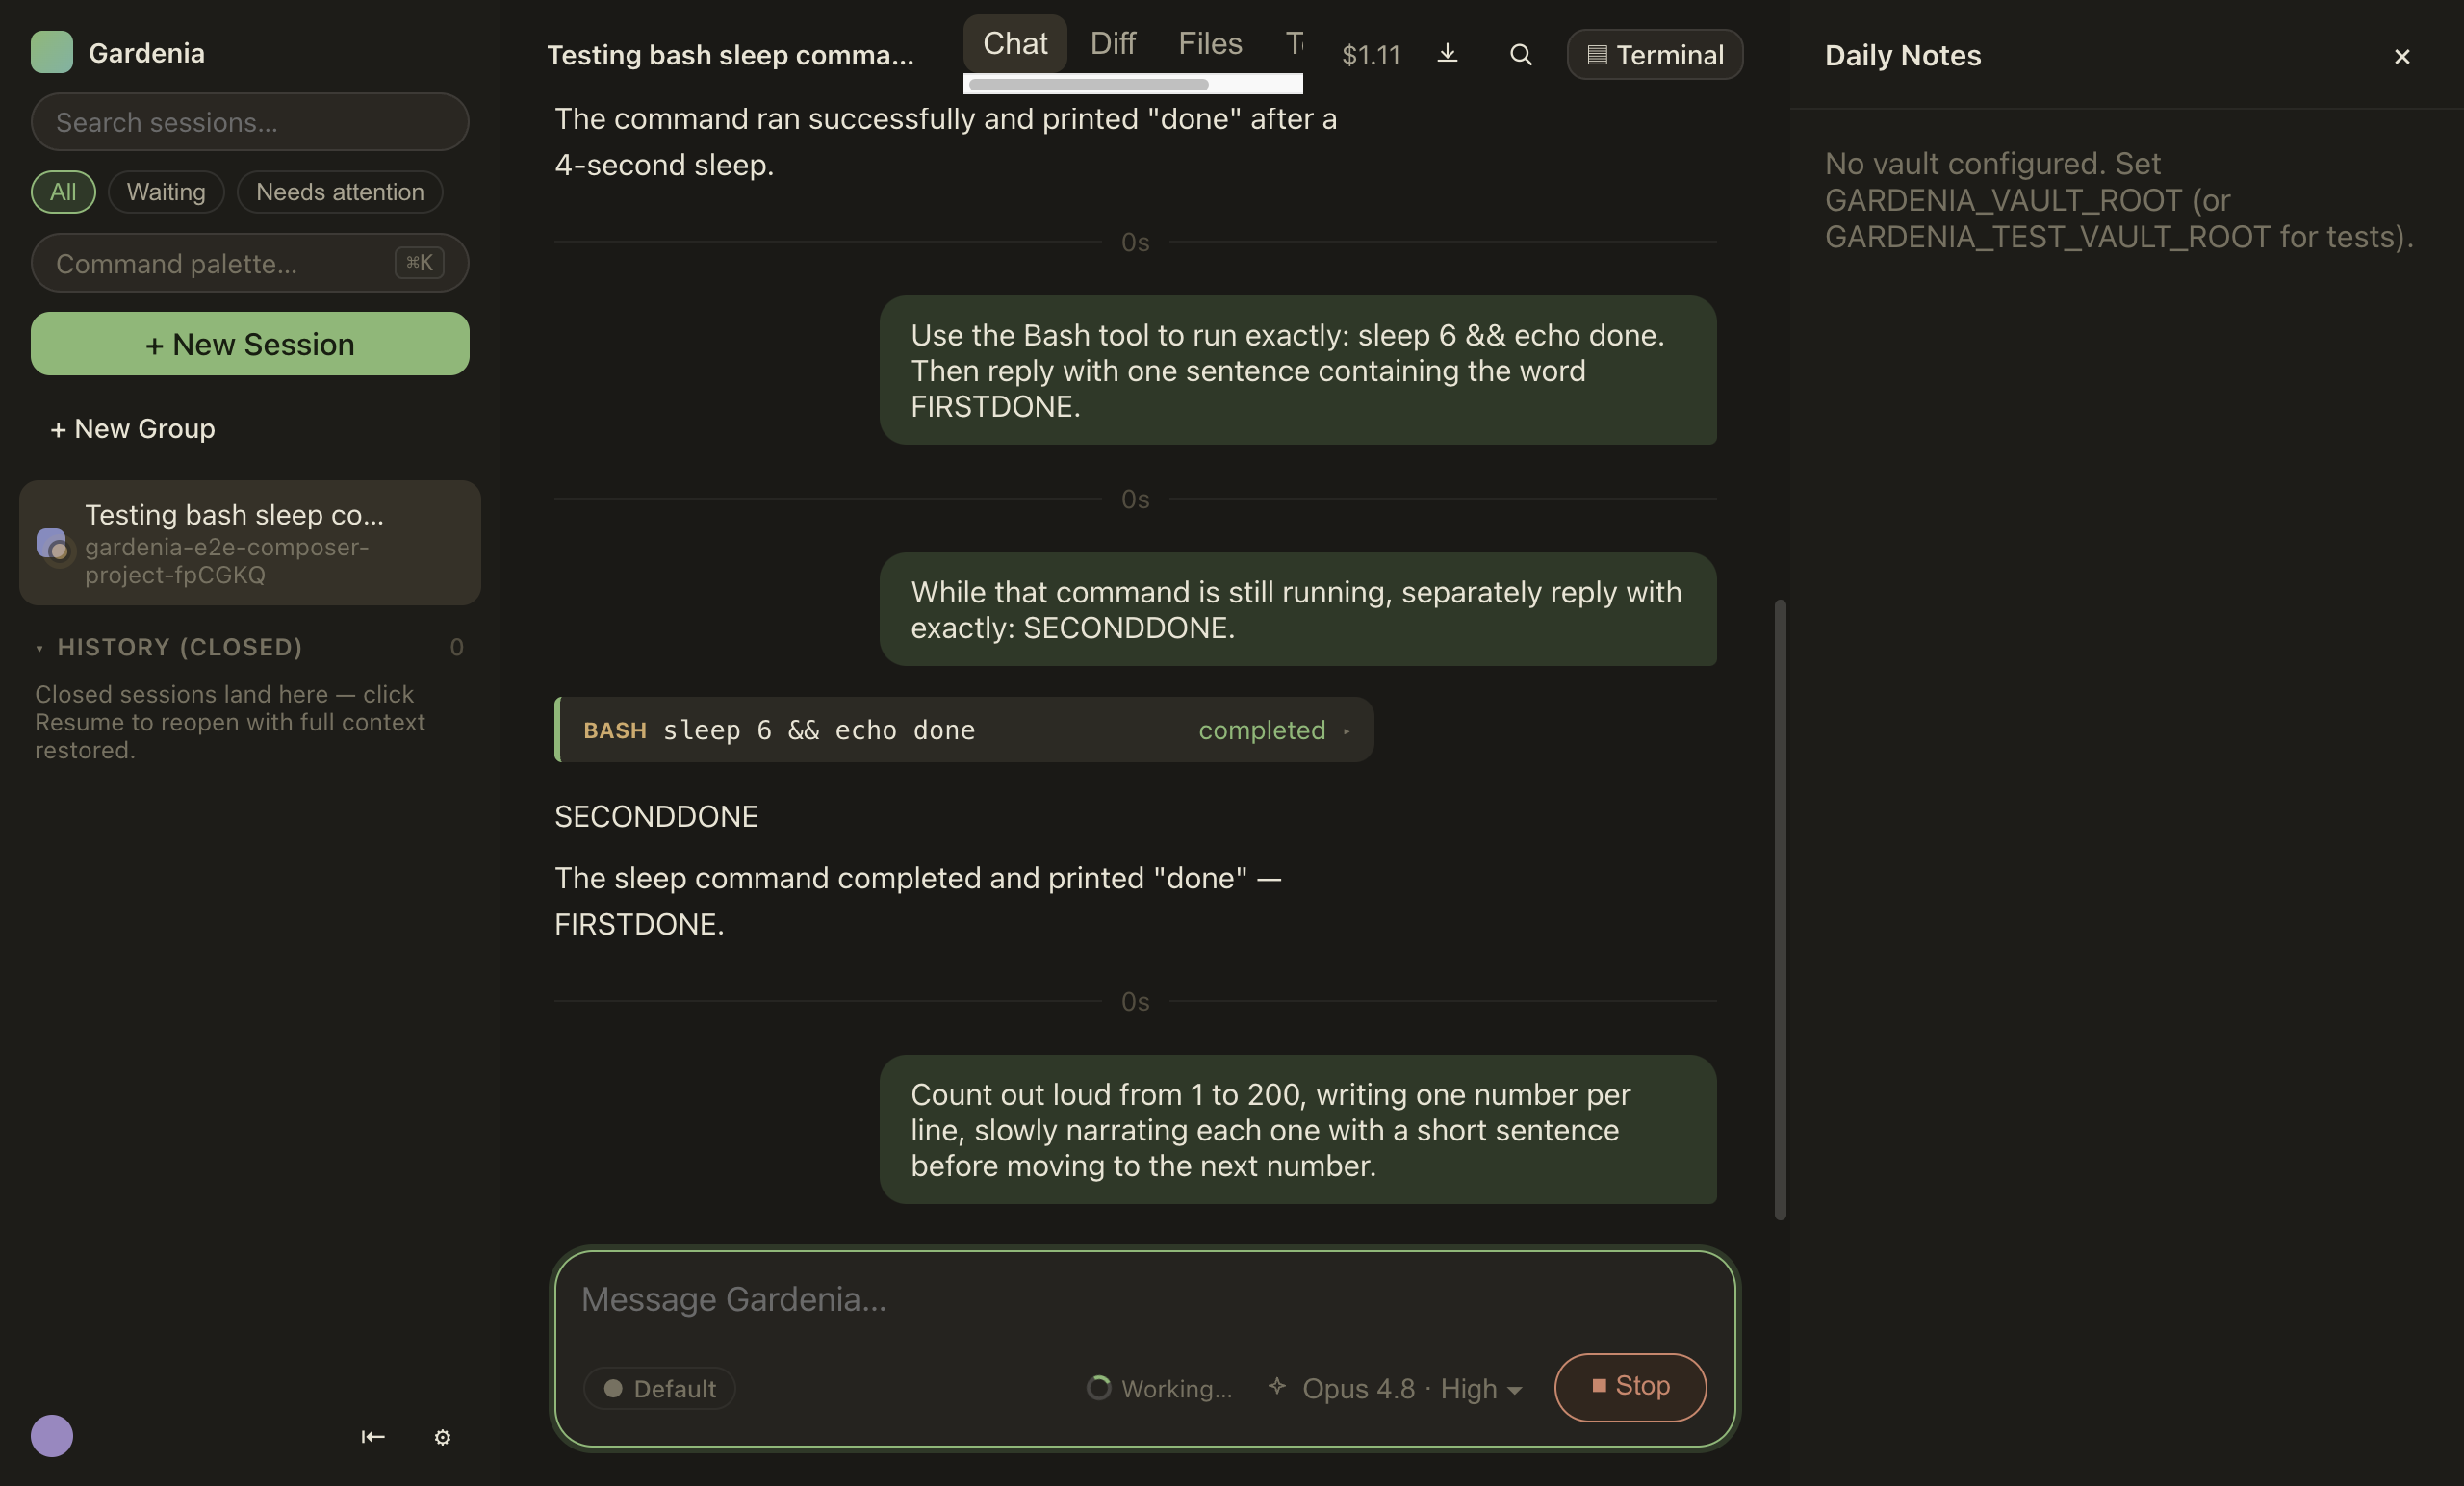 Gardenia
Search sessions...
All
Waiting
Needs attention
Command palette...
⌘K
+ New Session
+ New Group
Testing bash sleep co...
gardenia-e2e-composer-
project-fpCGKQ
HISTORY (CLOSED)
0
Closed sessions land here — click
Resume to reopen with full context
restored.
Testing bash sleep comma...
Chat
Diff
Files
$1.11
Terminal
The command ran successfully and printed "done" after a
4-second sleep.
0s
Use the Bash tool to run exactly: sleep 6 && echo done.
Then reply with one sentence containing the word
FIRSTDONE.
0s
While that command is still running, separately reply with
exactly: SECONDDONE.
BASH sleep 6 && echo done
completed
SECONDDONE
The sleep command completed and printed "done" —
FIRSTDONE.
0s
Count out loud from 1 to 200, writing one number per
line, slowly narrating each one with a short sentence
before moving to the next number.
Message Gardenia...
Default
Working...
Opus 4.8 · High
Stop
Daily Notes
No vault configured. Set
GARDENIA_VAULT_ROOT (or
GARDENIA_TEST_VAULT_ROOT for tests).